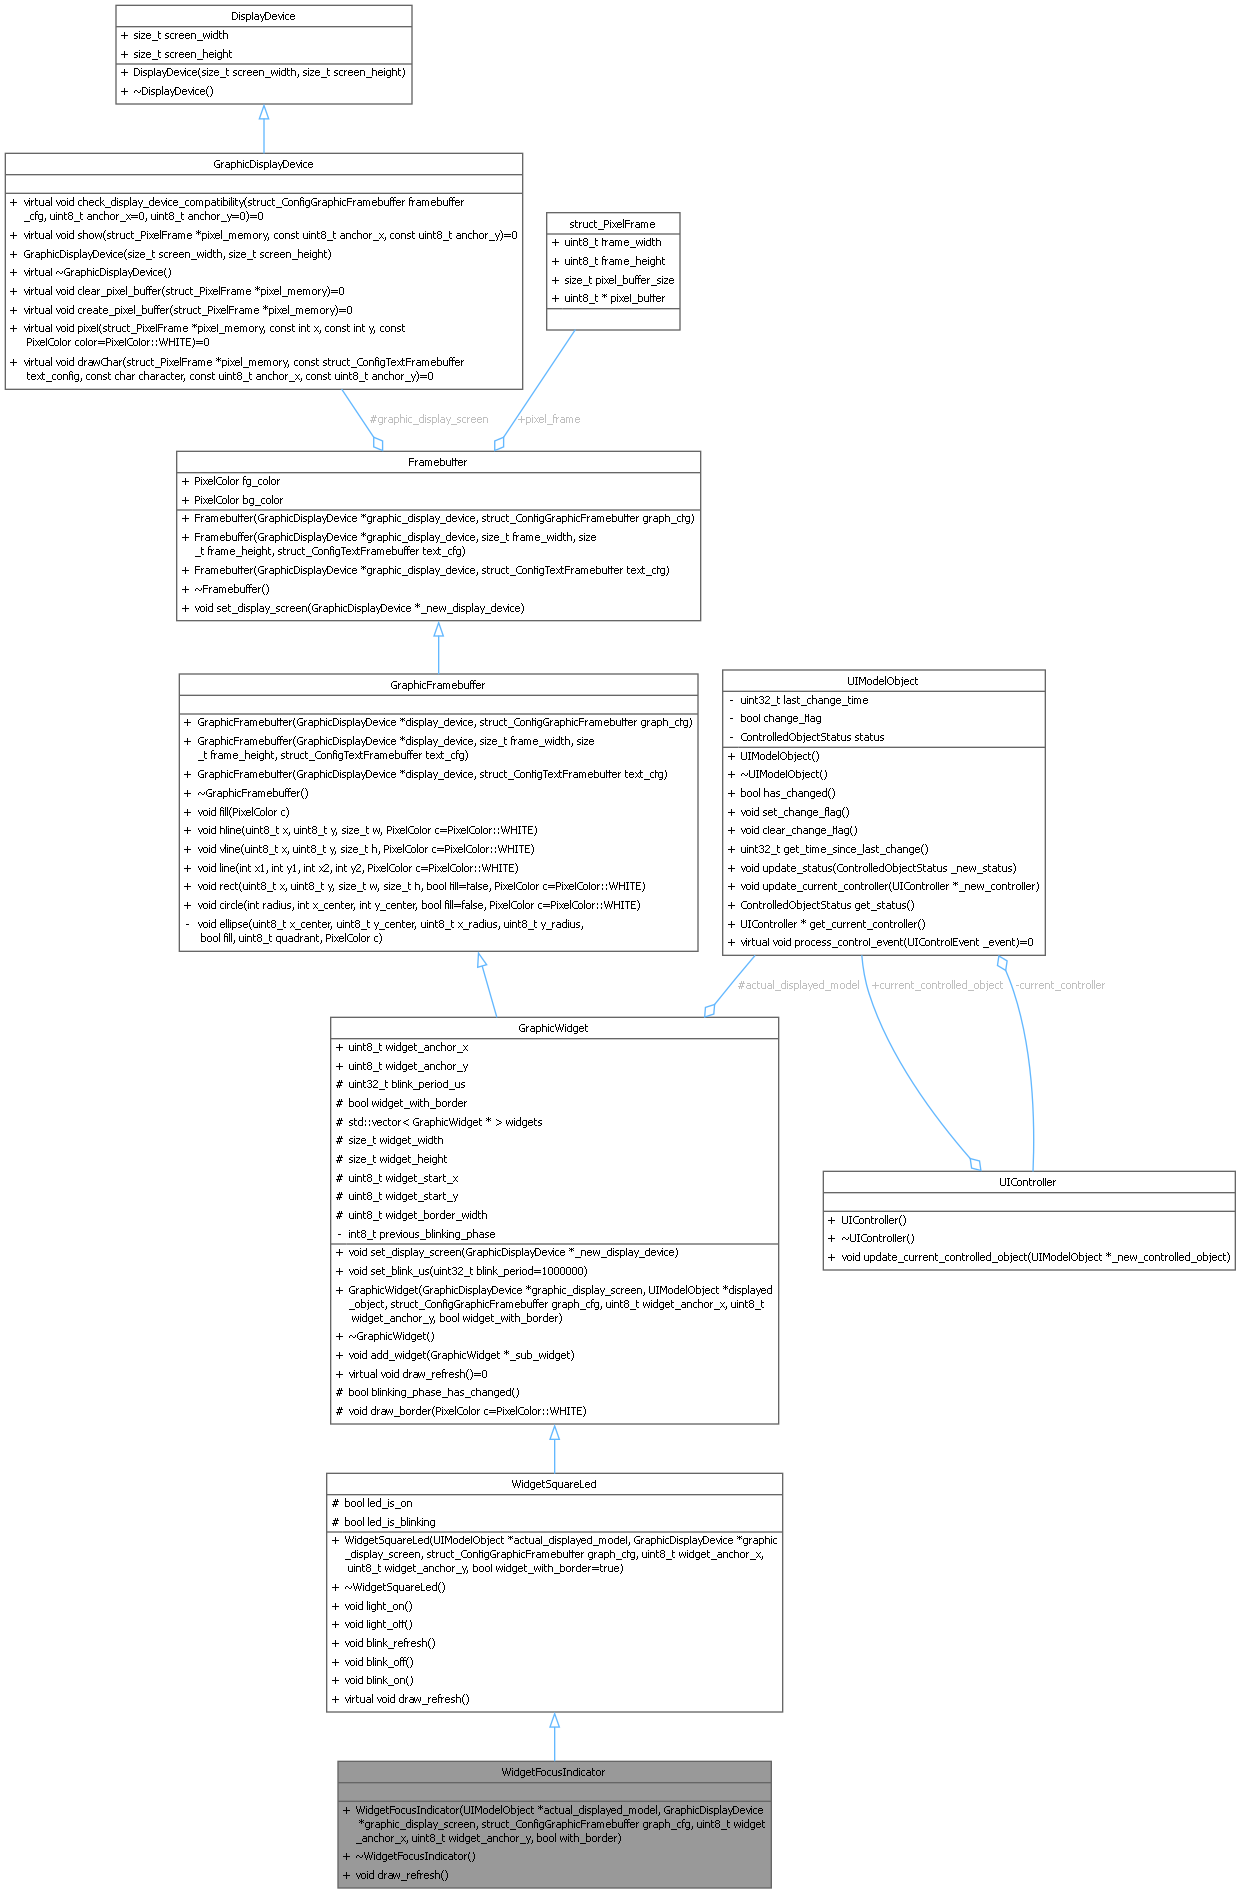 DisplayDevice
+ size_t screen_width
+ size_t screen_height
+ DisplayDevice(size_t screen_width, size_t screen_height)
+ ~DisplayDevice()
GraphicDisplayDevice
+ virtual void check_display_device_compatibility(struct_ConfigGraphicFramebuffer framebuffer
_cfg, uint8_t anchor_x=0, uint8_t anchor_y=0)=0
+ virtual void show(struct_PixelFrame *pixel_memory, const uint8_t anchor_x, const uint8_t anchor_y)=0
+ GraphicDisplayDevice(size_t screen_width, size_t screen_height)
+ virtual ~GraphicDisplayDevice()
+ virtual void clear_pixel_buffer(struct_PixelFrame *pixel_memory)=0
+ virtual void create_pixel_buffer(struct_PixelFrame *pixel_memory)=0
+ virtual void pixel(struct_PixelFrame *pixel_memory, const int x, const int y, const
PixelColor color=PixelColor::WHITE)=0
+ virtual void drawChar(struct_PixelFrame *pixel_memory, const struct_ConfigTextFramebuffer
text_config, const char character, const uint8_t anchor_x, const uint8_t anchor_y)=0
struct_PixelFrame
+ uint8_t frame_width
+ uint8_t frame_height
+ size_t pixel_buffer_size
+ uint8_t * pixel_buffer
#graphic_display_screen
+pixel_frame
Framebuffer
+ PixelColor fg_color
+ PixelColor bg_color
+ Framebuffer(GraphicDisplayDevice *graphic_display_device, struct_ConfigGraphicFramebuffer graph_cfg)
+ Framebuffer(GraphicDisplayDevice *graphic_display_device, size_t frame_width, size
_t frame_height, struct_ConfigTextFramebuffer text_cfg)
+ Framebuffer(GraphicDisplayDevice *graphic_display_device, struct_ConfigTextFramebuffer text_cfg)
+ ~Framebuffer()
+ void set_display_screen(GraphicDisplayDevice *_new_display_device)
GraphicFramebuffer
+ GraphicFramebuffer(GraphicDisplayDevice *display_device, struct_ConfigGraphicFramebuffer graph_cfg)
+ GraphicFramebuffer(GraphicDisplayDevice *display_device, size_t frame_width, size
_t frame_height, struct_ConfigTextFramebuffer text_cfg)
+ GraphicFramebuffer(GraphicDisplayDevice *display_device, struct_ConfigTextFramebuffer text_cfg)
+ ~GraphicFramebuffer()
+ void fill(PixelColor c)
+ void hline(uint8_t x, uint8_t y, size_t w, PixelColor c=PixelColor::WHITE)
+ void vline(uint8_t x, uint8_t y, size_t h, PixelColor c=PixelColor::WHITE)
+ void line(int x1, int y1, int x2, int y2, PixelColor c=PixelColor::WHITE)
+ void rect(uint8_t x, uint8_t y, size_t w, size_t h, bool fill=false, PixelColor c=PixelColor::WHITE)
+ void circle(int radius, int x_center, int y_center, bool fill=false, PixelColor c=PixelColor::WHITE)
- void ellipse(uint8_t x_center, uint8_t y_center, uint8_t x_radius, uint8_t y_radius,
bool fill, uint8_t quadrant, PixelColor c)
UIModelObject
- uint32_t last_change_time
- bool change_flag
- ControlledObjectStatus status
+ UIModelObject()
+ ~UIModelObject()
+ bool has_changed()
+ void set_change_flag()
+ void clear_change_flag()
+ uint32_t get_time_since_last_change()
+ void update_status(ControlledObjectStatus _new_status)
+ void update_current_controller(UIController *_new_controller)
+ ControlledObjectStatus get_status()
+ UIController * get_current_controller()
+ virtual void process_control_event(UIControlEvent _event)=0
#actual_displayed_model
+current_controlled_object
-current_controller
GraphicWidget
+ uint8_t widget_anchor_x
+ uint8_t widget_anchor_y
# uint32_t blink_period_us
# bool widget_with_border
# std::vector< GraphicWidget * > widgets
# size_t widget_width
# size_t widget_height
# uint8_t widget_start_x
# uint8_t widget_start_y
# uint8_t widget_border_width
- int8_t previous_blinking_phase
+ void set_display_screen(GraphicDisplayDevice *_new_display_device)
+ void set_blink_us(uint32_t blink_period=1000000)
+ GraphicWidget(GraphicDisplayDevice *graphic_display_screen, UIModelObject *displayed
_object, struct_ConfigGraphicFramebuffer graph_cfg, uint8_t widget_anchor_x, uint8_t
widget_anchor_y, bool widget_with_border)
+ ~GraphicWidget()
+ void add_widget(GraphicWidget *_sub_widget)
+ virtual void draw_refresh()=0
# bool blinking_phase_has_changed()
# void draw_border(PixelColor c=PixelColor::WHITE)
UIController
+ UIController()
+ ~UIController()
+ void update_current_controlled_object(UIModelObject *_new_controlled_object)
WidgetSquareLed
# bool led_is_on
# bool led_is_blinking
+ WidgetSquareLed(UIModelObject *actual_displayed_model, GraphicDisplayDevice *graphic
_display_screen, struct_ConfigGraphicFramebuffer graph_cfg, uint8_t widget_anchor_x,
uint8_t widget_anchor_y, bool widget_with_border=true)
+ ~WidgetSquareLed()
+ void light_on()
+ void light_off()
+ void blink_refresh()
+ void blink_off()
+ void blink_on()
+ virtual void draw_refresh()
WidgetFocusIndicator
+ WidgetFocusIndicator(UIModelObject *actual_displayed_model, GraphicDisplayDevice
*graphic_display_screen, struct_ConfigGraphicFramebuffer graph_cfg, uint8_t widget
_anchor_x, uint8_t widget_anchor_y, bool with_border)
+ ~WidgetFocusIndicator()
+ void draw_refresh()